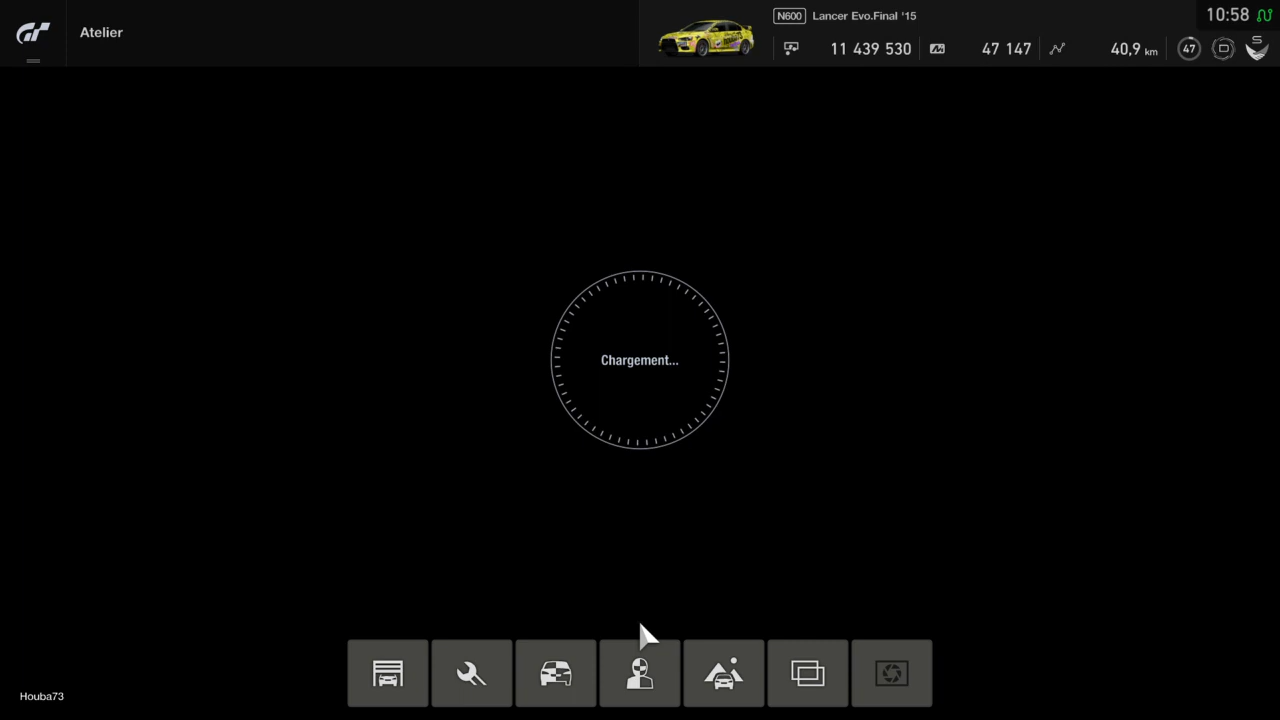 Atelier
N600 Lancer Evo.Final '15
10:58
11 439 530
47 147
40,9 km
47
S
Chargement...
Houba73